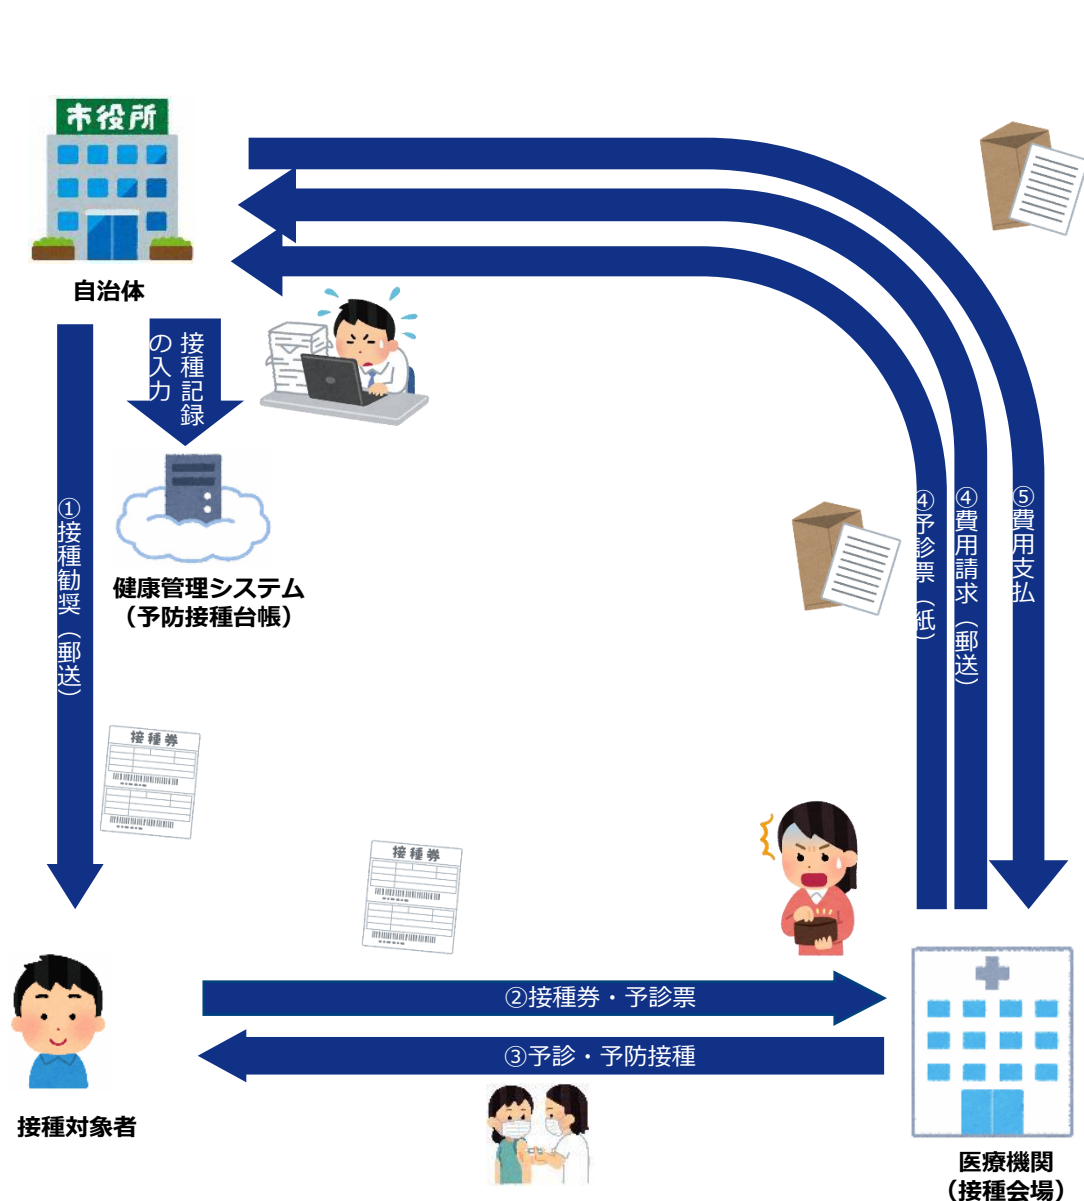 市役所
自治体
接種記録
の入力
健康管理システム
（予防接種台帳）
①接種勧奨（郵送）
④予診票（紙）
④費用請求（郵送）
⑤費用支払
接種券
接種券
②接種券・予診票
③予診・予防接種
接種対象者
医療機関
（接種会場）